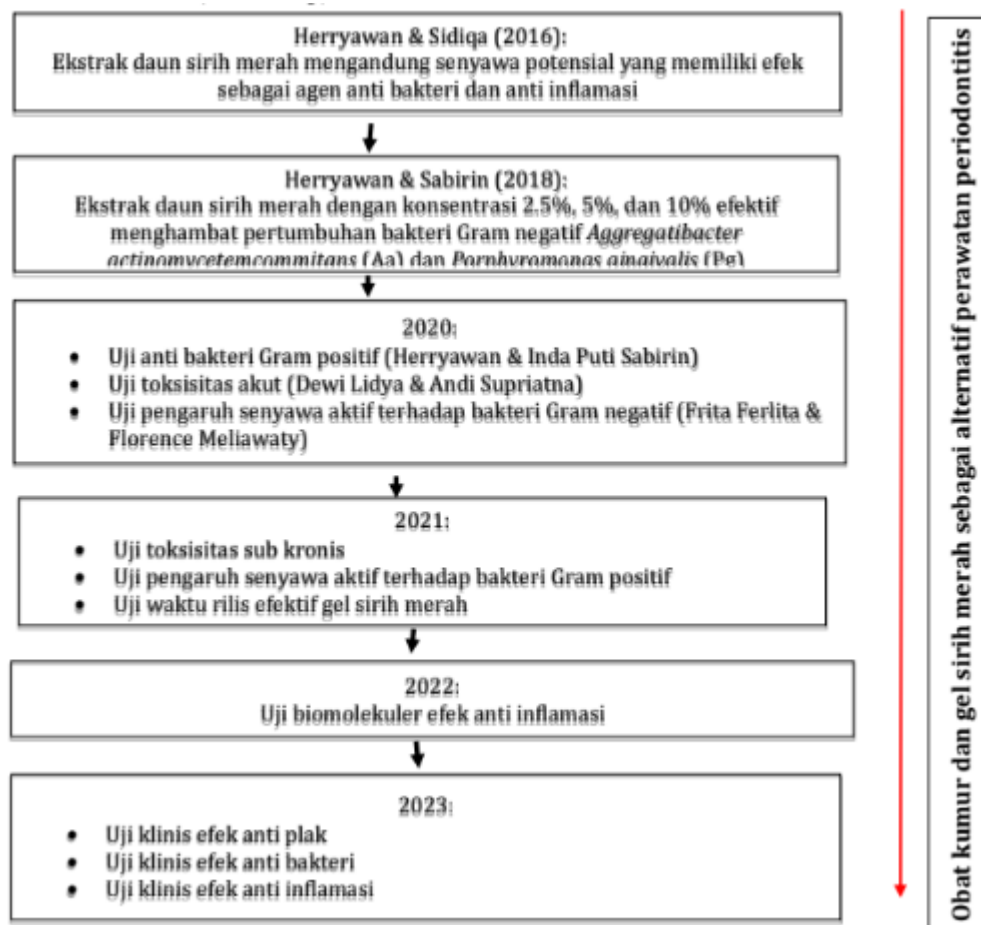 Herryawan & Sidiqa (2016):
Ekstrak daun sirih merah mengandung senyawa potensial yang memiliki efek
sebagai agen anti bakteri dan anti inflamasi
Herryawan & Sabirin (2018):
Ekstrak daun sirih merah dengan konsentrasi 2.5%, 5%, dan 10% efektif
menghambat pertumbuhan bakteri Gram negatif Aggregatibacter
actinomycetemcommitans (Aa) dan Porphyromonas gingivalis (Pg)
2020:
• Uji anti bakteri Gram positif (Herryawan & Inda Puti Sabirin)
• Uji toksisitas akut (Dewi Lidya & Andi Supriatna)
• Uji pengaruh senyawa aktif terhadap bakteri Gram negatif (Frita Ferlita &
Florence Meliawaty)
2021:
• Uji toksisitas sub kronis
• Uji pengaruh senyawa aktif terhadap bakteri Gram positif
• Uji waktu rilis efektif gel sirih merah
2022:
Uji biomolekuler efek anti inflamasi
2023:
• Uji klinis efek anti plak
• Uji klinis efek anti bakteri
• Uji klinis efek anti inflamasi
Obat kumur dan gel sirih merah sebagai alternatif perawatan periodontitis